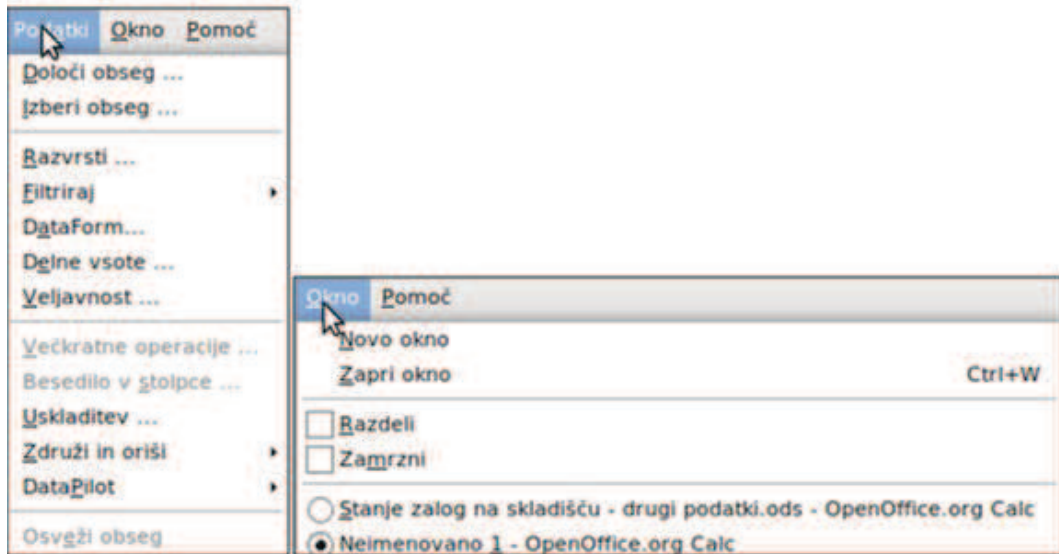 Podatki Okno Pomoč
Določi obseg ...
Izberi obseg ...
Razvrsti ...
Filtriraj
DataForm...
Delne vsote ...
Veljavnost ...
Večkratne operacije ...
Besedilo v stolpce ...
Uskladitev ...
Združi in oriši
DataPilot
Osveži obseg
Okno Pomoč
Novo okno
Zapri okno Ctrl+W
Razdeli
Zamrzni
Stanje zalog na skladišču - drugi podatki.ods - OpenOffice.org Calc
Neimenovano 1 - OpenOffice.org Calc